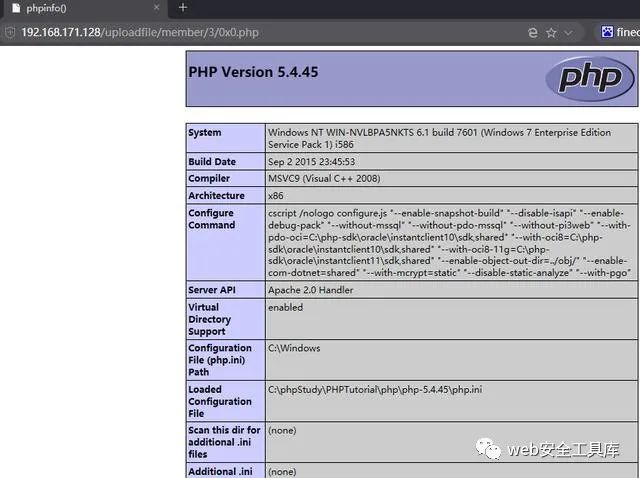 phpinfo()
192.168.171.128/uploadfile/member/3/0x0.php
finec
PHP Version 5.4.45
php
System
Windows NT WIN-NVLBPA5NKTS 6.1 build 7601 (Windows 7 Enterprise Edition
Service Pack 1) i586
Build Date
Sep 2 2015 23:45:53
Compiler
MSVC9 (Visual C++ 2008)
Architecture
x86
Configure
Command
cscript /nologo configure.js "--enable-snapshot-build" "--disable-isapi" "--enable-
debug-pack" "--without-mssql" "--without-pdo-mssql" "--without-pi3web" "--with-
pdo-oci=C:\php-sdk\oracle\instantclient10\sdk,shared" "--with-oci8=C:\php-
sdk\oracle\instantclient10\sdk,shared" "--with-oci8-11g=C:\php-
sdk\oracle\instantclient11\sdk,shared" "--enable-object-out-dir=../obj/" "--enable-
com-dotnet=shared" "--with-mcrypt=static" "--disable-static-analyze" "--with-pgo"
Server API
Apache 2.0 Handler
Virtual
Directory
Support
enabled
Configuration
File (php.ini)
Path
C:\Windows
Loaded
Configuration
File
C:\phpStudy\PHPTutorial\php\php-5.4.45\php.ini
Scan this dir for
additional .ini
files
(none)
Additional .ini
(none)
web安全工具库